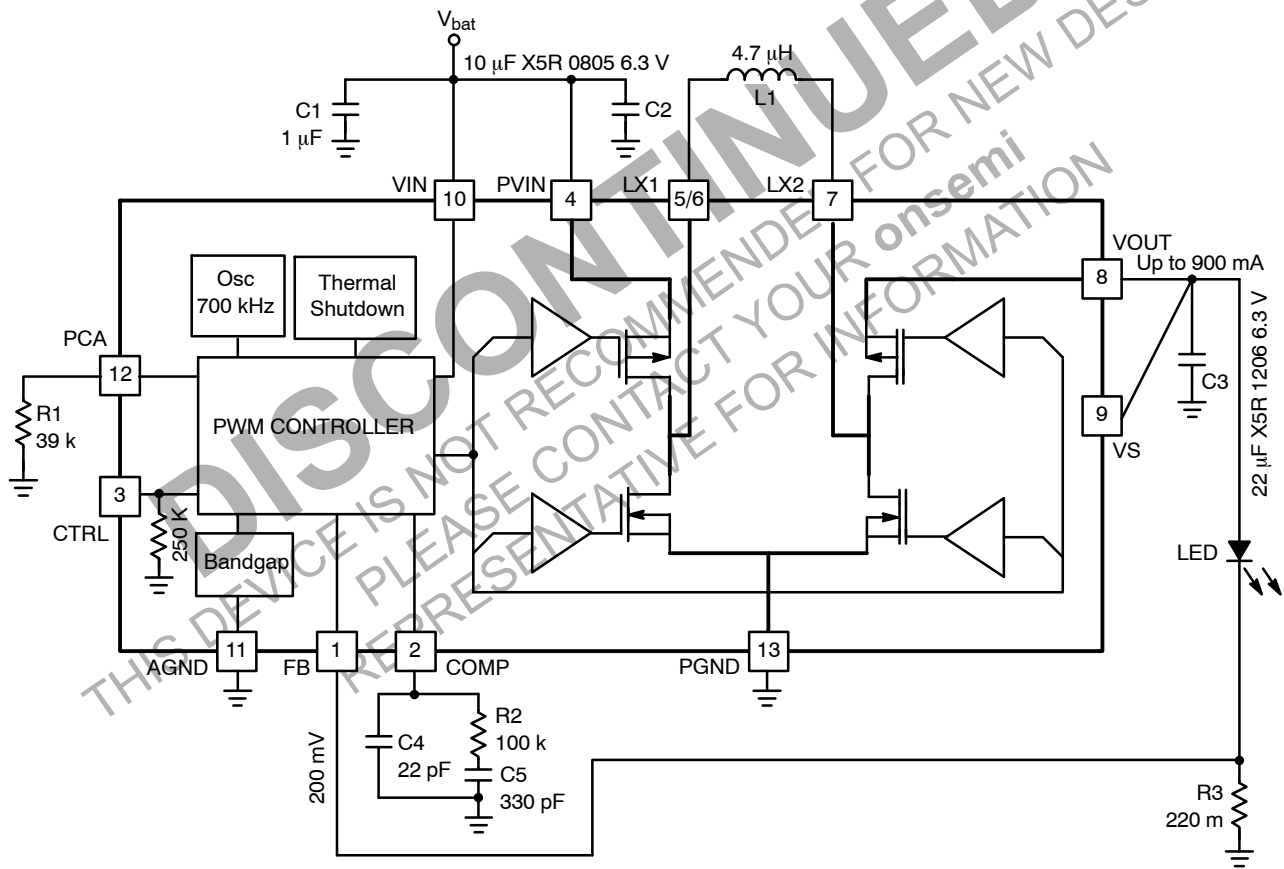 Vbat
10 μF X5R 0805 6.3 V
4.7 μH
L1
C1
1 μF
C2
VIN
10
PVIN
4
LX1
5/6
LX2
7
VOUT
8
Up to 900 mA
Osc
700 kHz
Thermal
Shutdown
PCA
12
R1
39 k
PWM CONTROLLER
C3
22 μF X5R 1206 6.3 V
9
VS
3
CTRL
250 K
Bandgap
LED
AGND
11
FB
1
2
COMP
PGND
13
200 mV
C4
22 pF
R2
100 k
C5
330 pF
R3
220 m
DISCONTINUED
THIS DEVICE IS NOT RECOMMENDED FOR NEW DES
PLEASE CONTACT YOUR onsemi
REPRESENTATIVE FOR INFORMATION